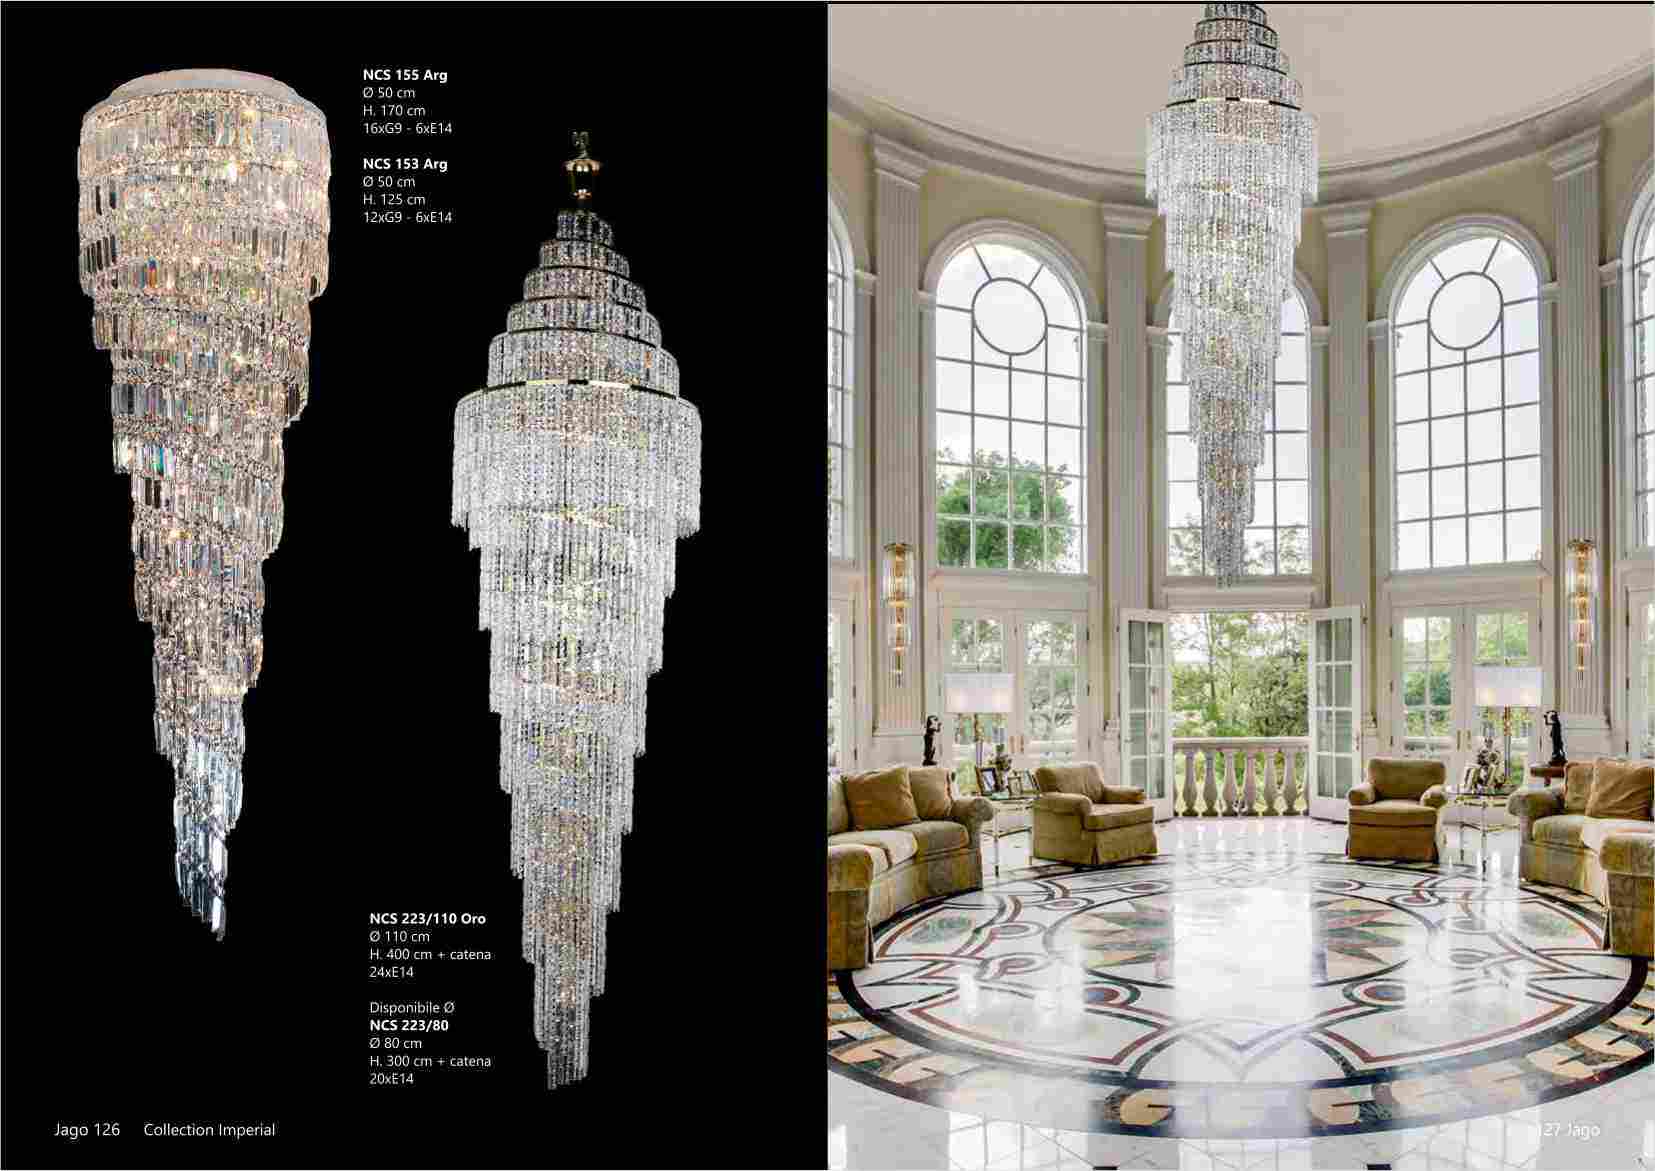 NCS 155 Arg
Ø 50 cm
H. 170 cm
16xG9 - 6xE14
NCS 153 Arg
Ø 50 cm
H. 125 cm
12xG9 - 6xE14
NCS 223/110 Oro
Ø 110 cm
H. 400 cm + catena
24xE14
Disponibile Ø
NCS 223/80
Ø 80 cm
H. 300 cm + catena
20xE14
Jago 126 Collection Imperial
127 Jago